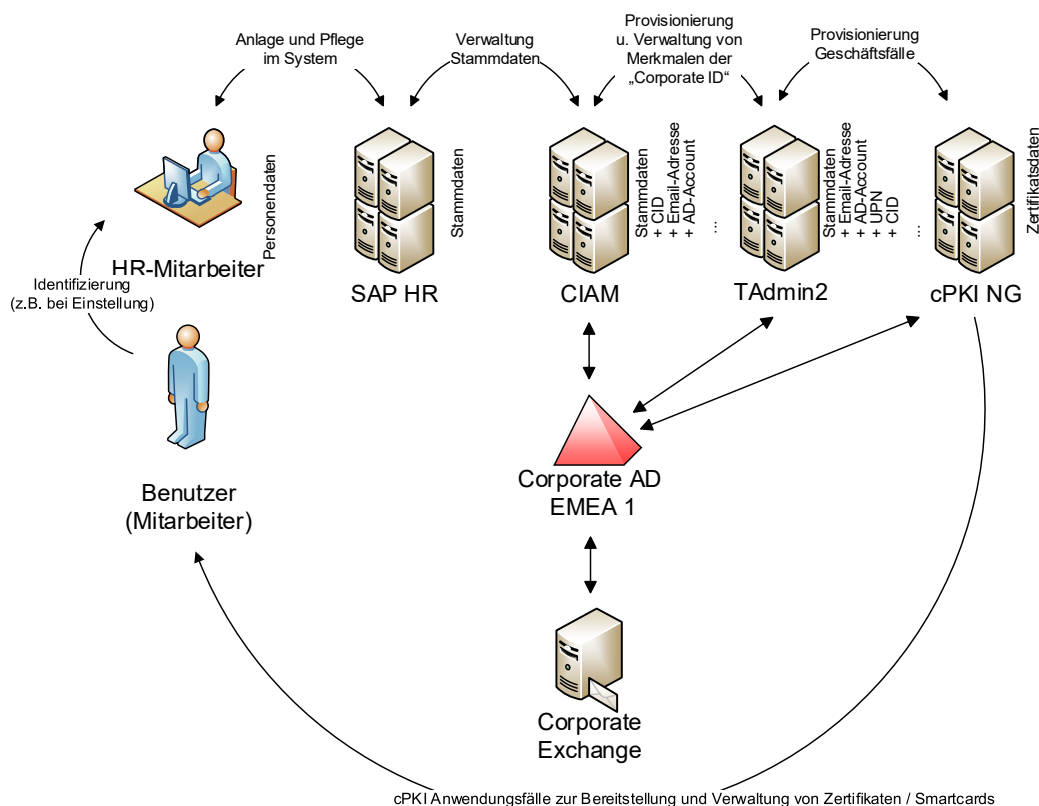 Anlage und Pflege
im System
Verwaltung
Stammdaten
Provisionierung
u. Verwaltung von
Merkmalen der
„Corporate ID“
Provisionierung
Geschäftsfälle
Personendaten
Stammdaten
Stammdaten
+ CID
+ Email-Adresse
+ AD-Account
...
Stammdaten
+ Email-Adresse
+ AD-Account
+ UPN
+ CID
...
Zertifikatsdaten
HR-Mitarbeiter
SAP HR
CIAM
TAdmin2
cPKI NG
Identifizierung
(z.B. bei Einstellung)
Benutzer
(Mitarbeiter)
Corporate AD
EMEA 1
Corporate
Exchange
cPKI Anwendungsfälle zur Bereitstellung und Verwaltung von Zertifikaten / Smartcards